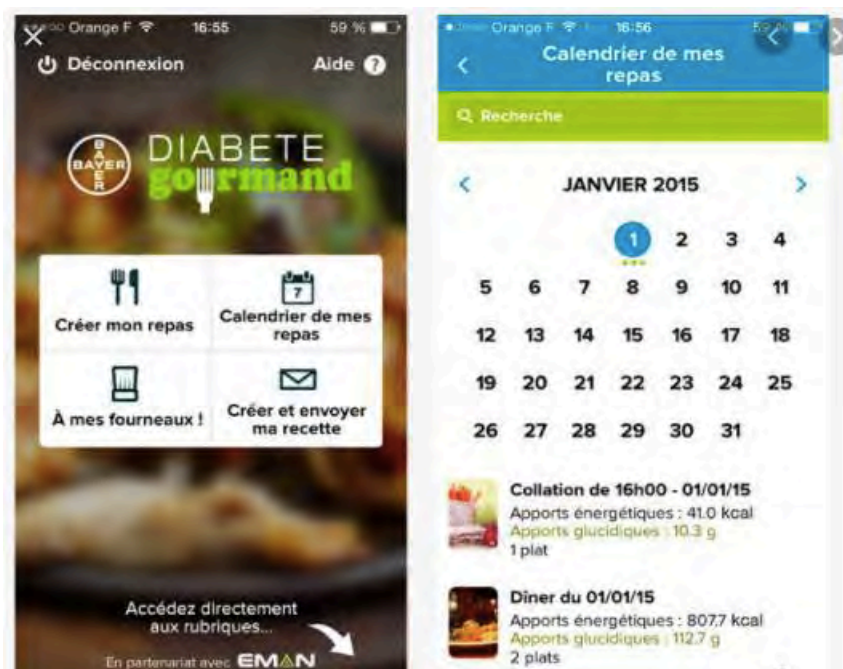 Orange F 16:55 59 %
Déconnexion Aide ?
BAYER
BAYER
DIABETE
gourmand
Créer mon repas
7
Calendrier de mes
repas
À mes fourneaux !
Créer et envoyer
ma recette
Accédez directement
aux rubriques...
En partenariat avec EMAN
Orange F 16:56
Calendrier de mes
repas
Recherche
JANVIER 2015
1 2 3 4
5 6 7 8 9 10 11
12 13 14 15 16 17 18
19 20 21 22 23 24 25
26 27 28 29 30 31
Collation de 16h00 - 01/01/15
Apports énergétiques : 41.0 kcal
Apports glucidiques : 10.3 g
1 plat
Dîner du 01/01/15
Apports énergétiques : 807.7 kcal
Apports glucidiques : 112.7 g
2 plats